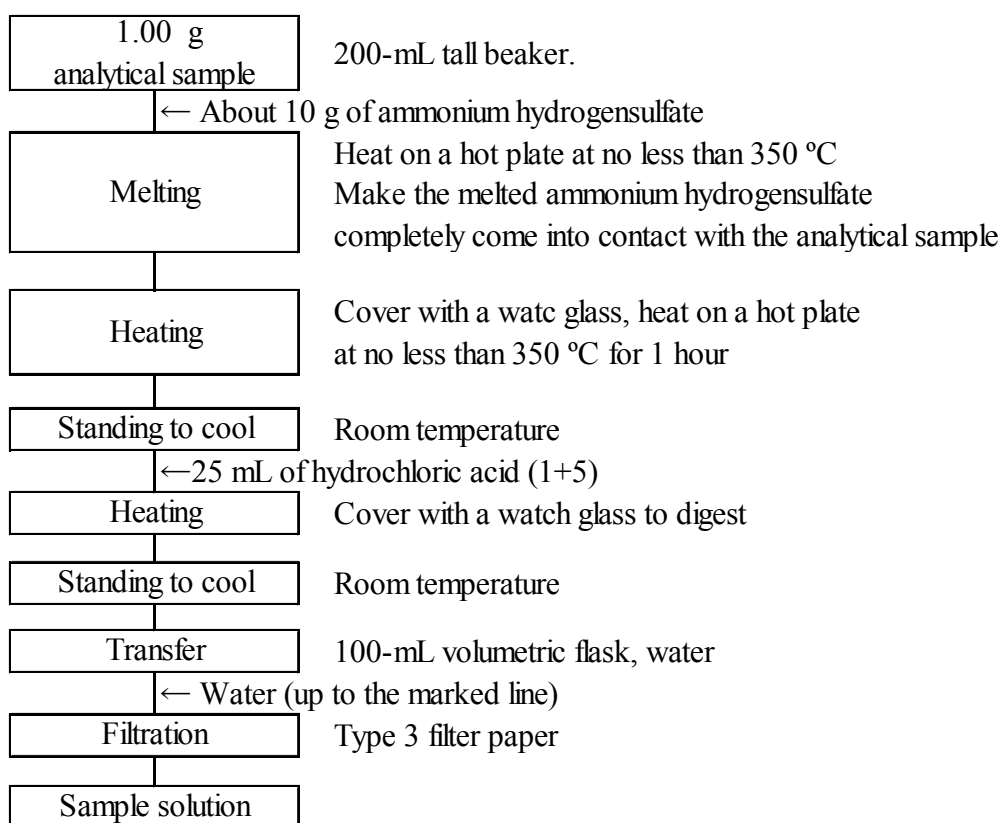 1.00 g
analytical sample
200-mL tall beaker.
← About 10 g of ammonium hydrogensulfate
Melting
Heat on a hot plate at no less than 350 ºC
Make the melted ammonium hydrogensulfate
completely come into contact with the analytical sample
Heating
Cover with a watc glass, heat on a hot plate
at no less than 350 ºC for 1 hour
Standing to cool
Room temperature
←25 mL of hydrochloric acid (1+5)
Heating
Cover with a watch glass to digest
Standing to cool
Room temperature
Transfer
100-mL volumetric flask, water
← Water (up to the marked line)
Filtration
Type 3 filter paper
Sample solution